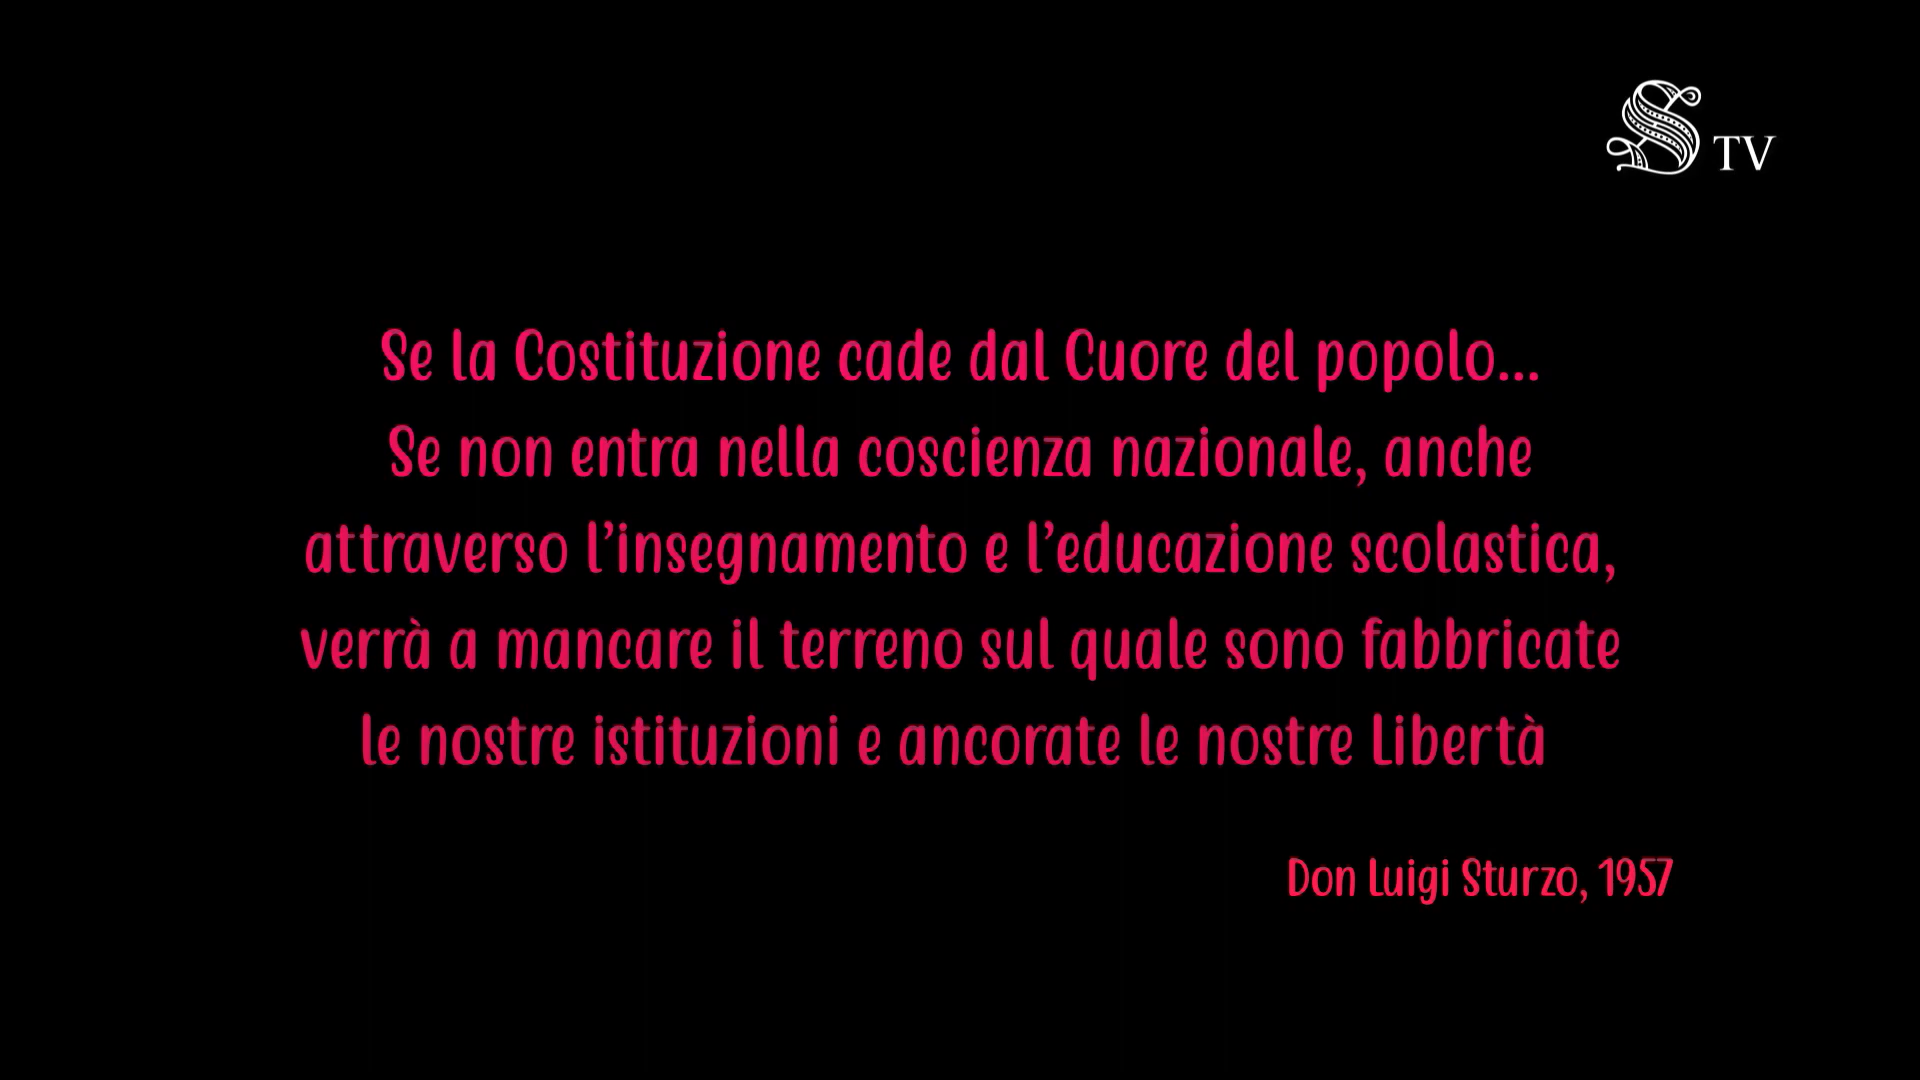 S TV
Se la Costituzione cade dal Cuore del popolo...
Se non entra nella coscienza nazionale, anche
attraverso l’insegnamento e l’educazione scolastica,
verrà a mancare il terreno sul quale sono fabbricate
le nostre istituzioni e ancorate le nostre Libertà
Don Luigi Sturzo, 1957